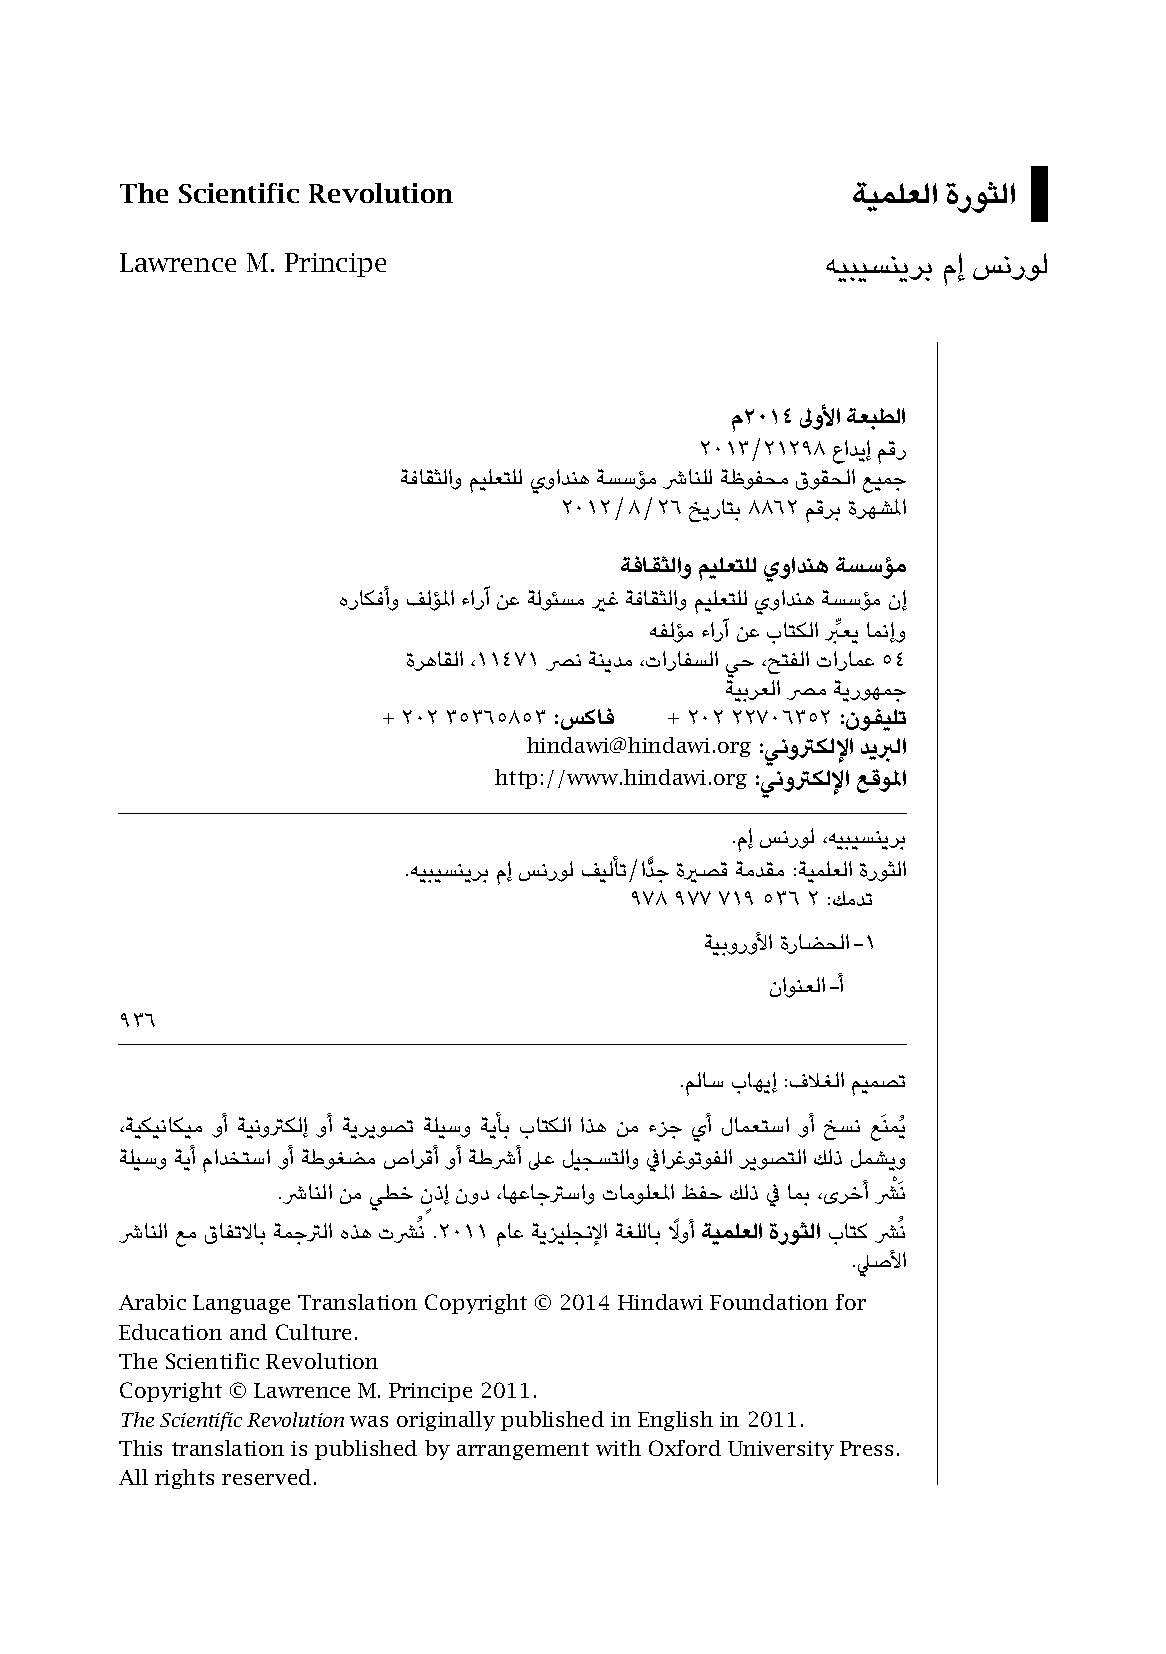 الثورة العلمية
The Scientific Revolution
لورنس إم برينسيبيه
Lawrence M. Principe
الطبعة الأولى ٢٠١٤م
رقم إيداع ٢٠١٣/٢١٢٩٨
جميع الحقوق محفوظة للناشر مؤسسة هنداوي للتعليم والثقافة
المشهرة برقم ٨٨٦٢ بتاريخ ٢٠١٢/٨/٢٦
مؤسسة هنداوي للتعليم والثقافة
إن مؤسسة هنداوي للتعليم والثقافة غير مسئولة عن آراء المؤلف وأفكاره
وإنما يعبِّر الكتاب عن آراء مؤلفه
٥٤ عمارات الفتح، حي السفارات، مدينة نصر ١١٤٧١، القاهرة
جمهورية مصر العربية
تليفون: ٢٠٢ ٢٢٧٠٦٣٥٢ + فاكس: ٢٠٢ ٣٥٣٦٥٨٥٣ +
البريد الإلكتروني: hindawi@hindawi.org
الموقع الإلكتروني: http://www.hindawi.org
برينسيبيه، لورنس إم.
الثورة العلمية: مقدمة قصيرة جدًّا/تأليف لورنس إم برينسيبيه.
تدمك: ٢ ٥٣٦ ٧١٩ ٩٧٧ ٩٧٨
١- الحضارة الأوروبية
أ- العنوان
٩٣٦
تصميم الغلاف: إيهاب سالم.
يُمنَع نسخ أو استعمال أي جزء من هذا الكتاب بأية وسيلة تصويرية أو إلكترونية أو ميكانيكية،
ويشمل ذلك التصوير الفوتوغرافي والتسجيل على أشرطة أو أقراص مضغوطة أو استخدام أية وسيلة
نَشْر أخرى، بما في ذلك حفظ المعلومات واسترجاعها، دون إذنٍ خطي من الناشر.
نُشر كتاب الثورة العلمية أولًا باللغة الإنجليزية عام ٢٠١١. نُشرت هذه الترجمة بالاتفاق مع الناشر
الأصلي.
Arabic Language Translation Copyright © 2014 Hindawi Foundation for
Education and Culture.
The Scientific Revolution
Copyright © Lawrence M. Principe 2011.
The Scientific Revolution was originally published in English in 2011.
This translation is published by arrangement with Oxford University Press.
All rights reserved.